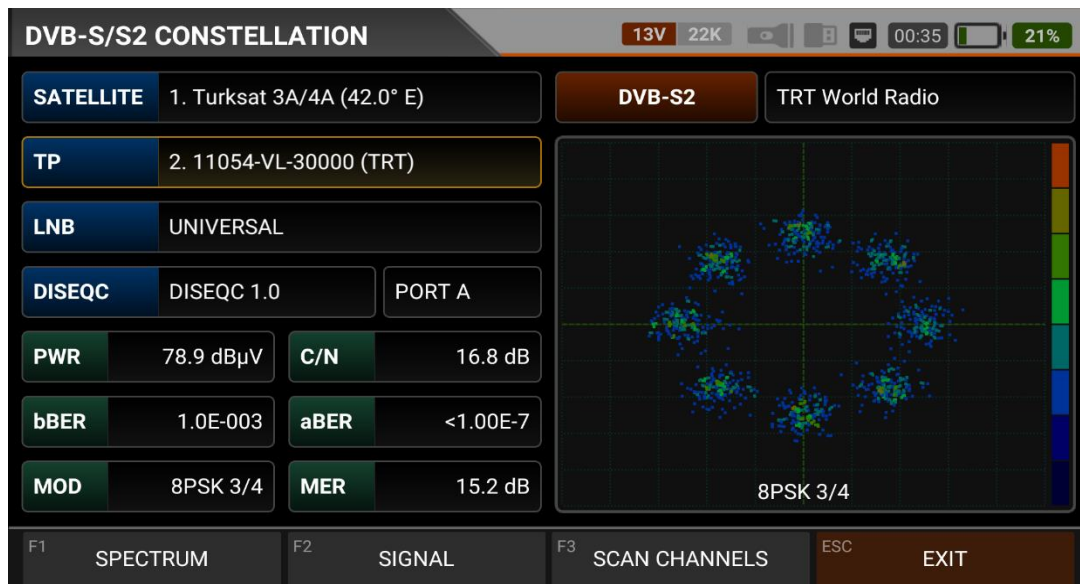 DVB-S/S2 CONSTELLATION
13V 22K 00:35 21%
SATELLITE 1. Turksat 3A/4A (42.0° E)
DVB-S2 TRT World Radio
TP 2. 11054-VL-30000 (TRT)
LNB UNIVERSAL
DISEQC DISEQC 1.0 PORT A
PWR 78.9 dBµV C/N 16.8 dB
bBER 1.0E-003 aBER <1.00E-7
MOD 8PSK 3/4 MER 15.2 dB
8PSK 3/4
F1 SPECTRUM F2 SIGNAL F3 SCAN CHANNELS ESC EXIT